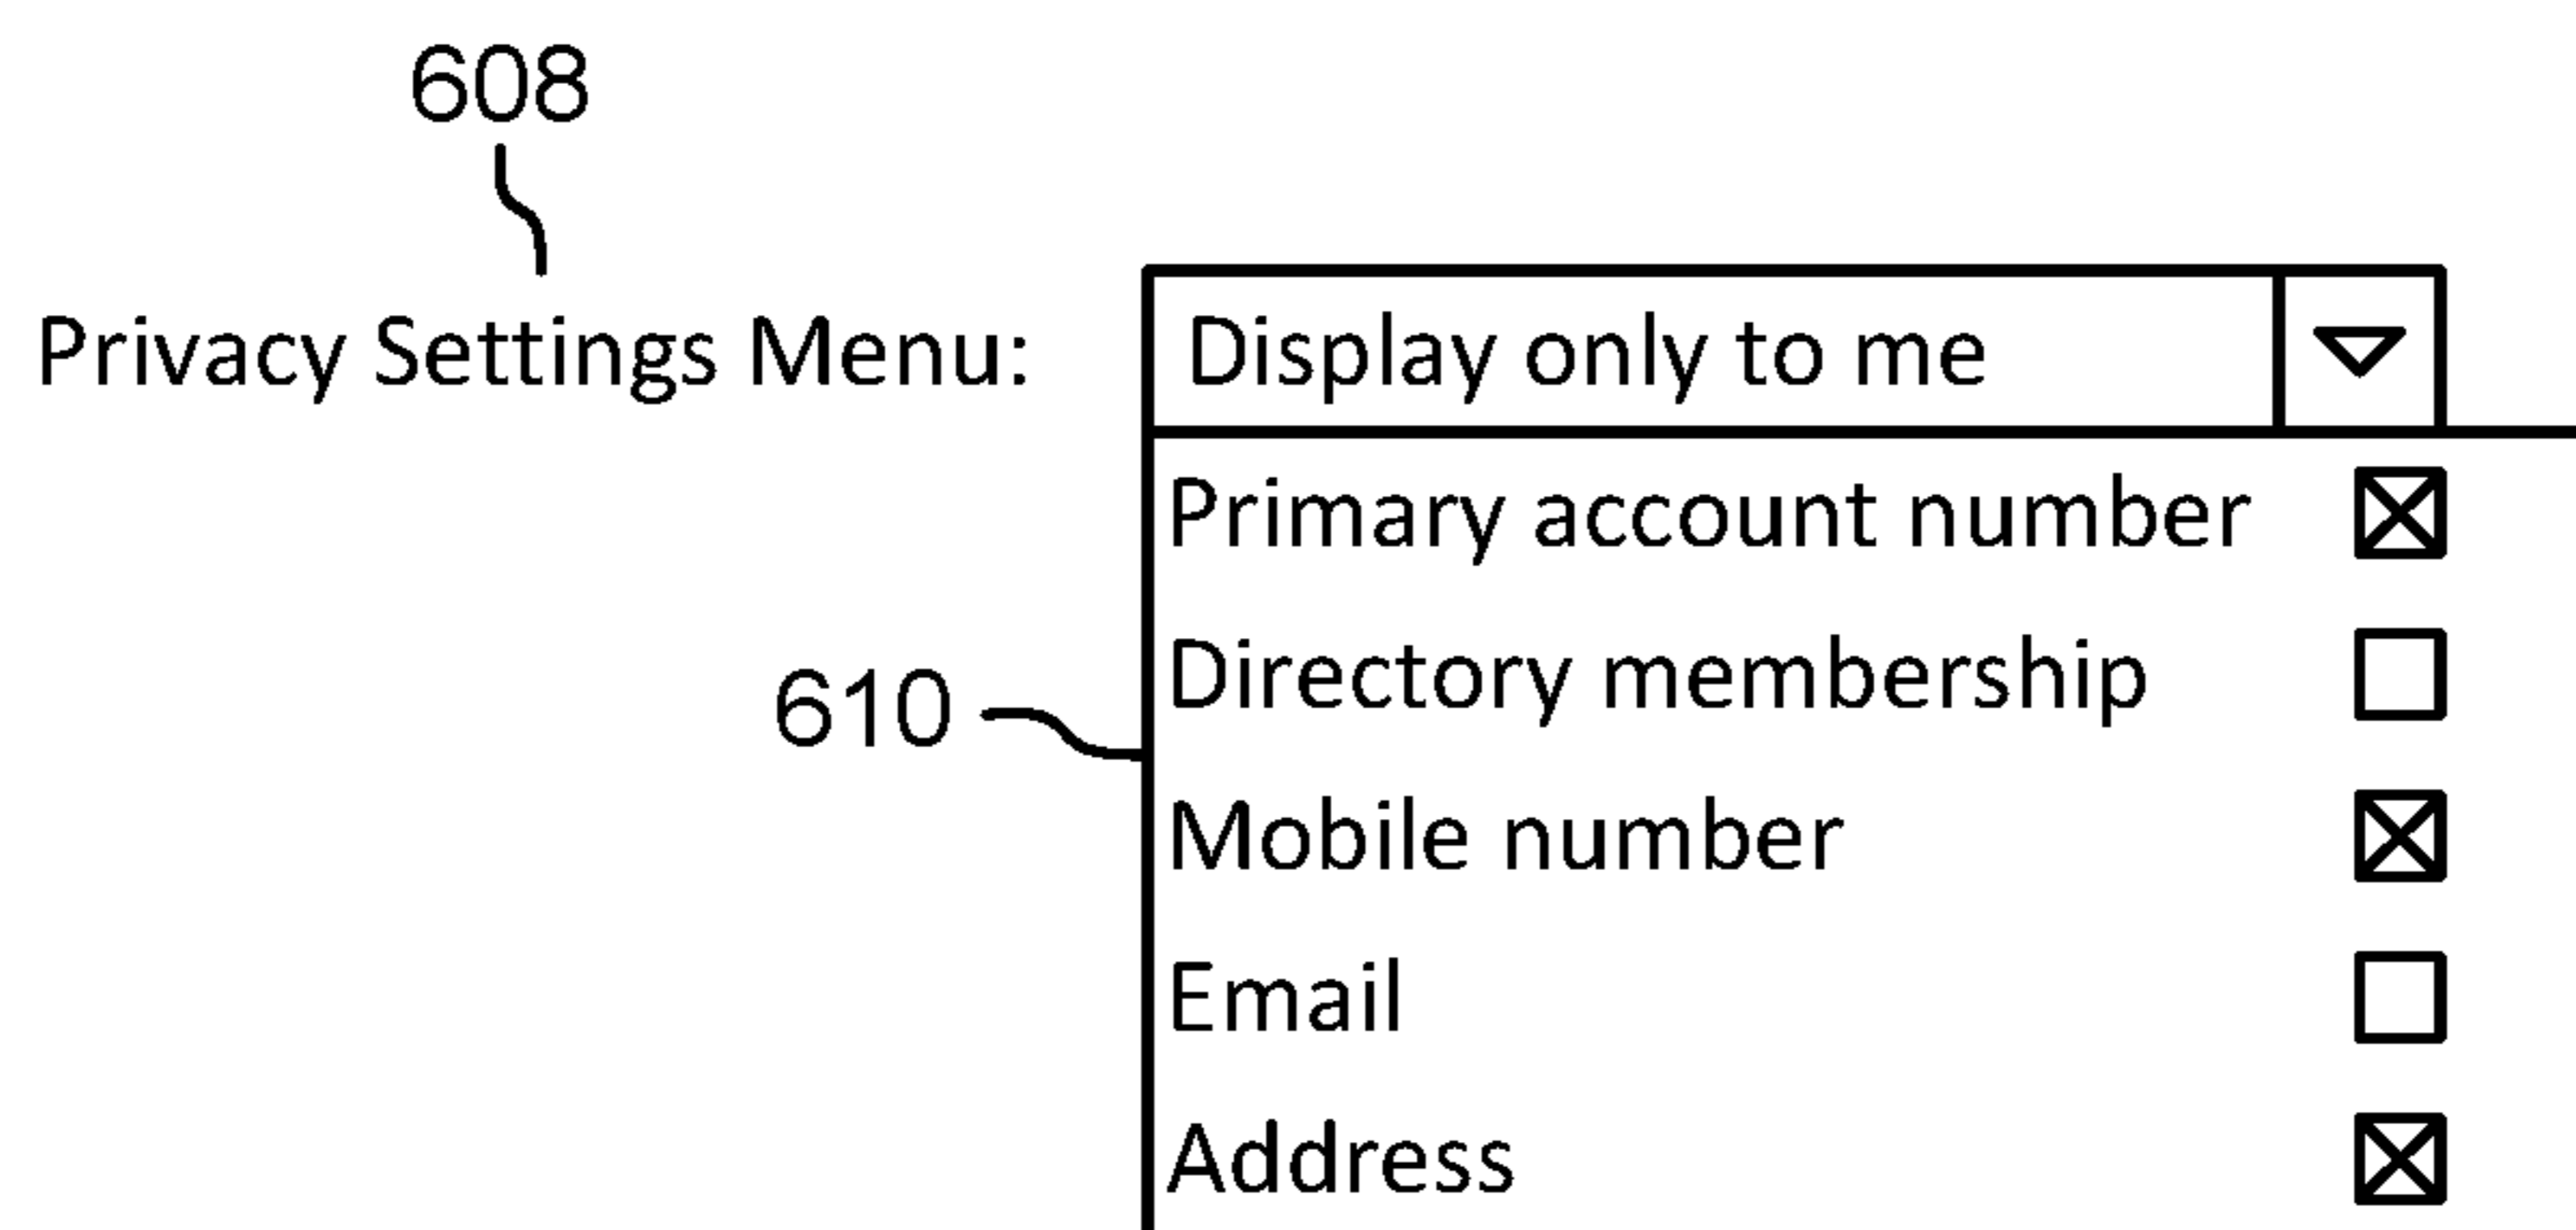 608
Privacy Settings Menu: Display only to me
Primary account number
Directory membership
610
Mobile number
Email
Address